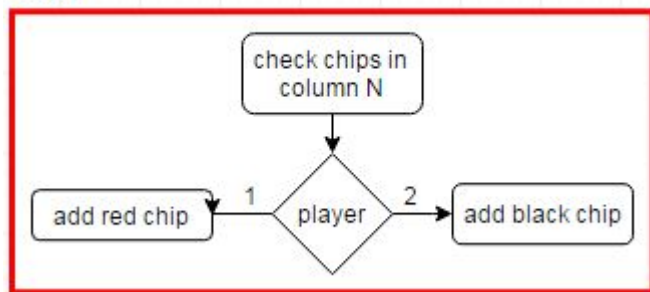 check chips in
column N
add red chip
1
player
2
add black chip